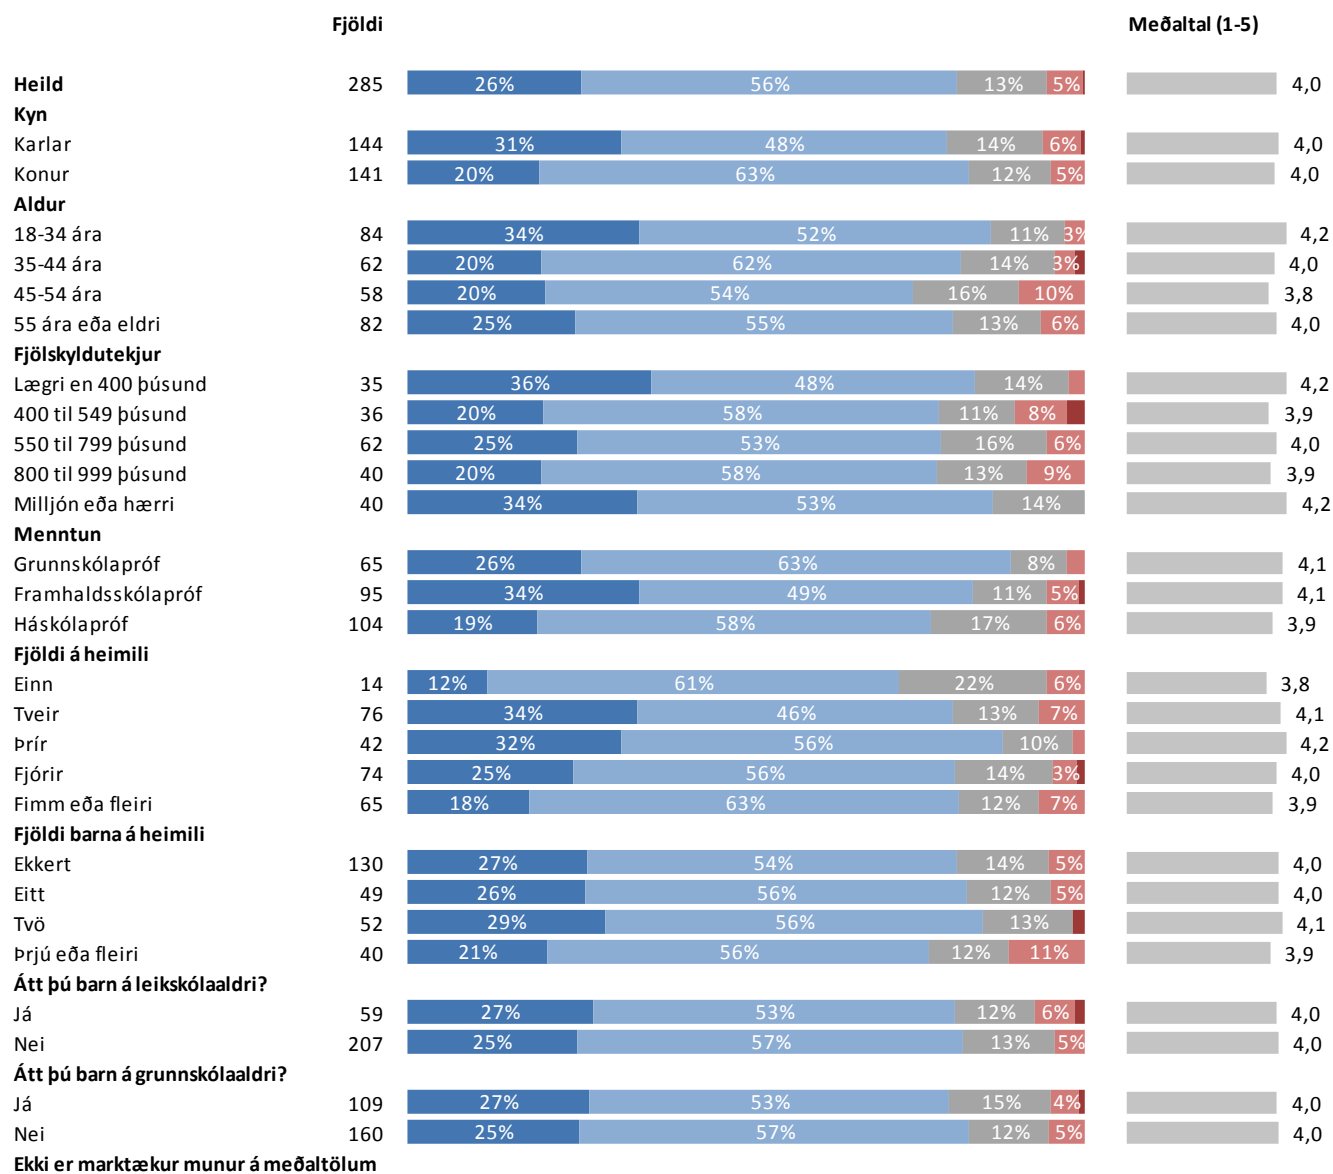 Fjöldi Meðaltal (1-5)
Heild 285 26% 56% 13% 5% 4,0
Kyn
Karlar 144 31% 48% 14% 6% 4,0
Konur 141 20% 63% 12% 5% 4,0
Aldur
18-34 ára 84 34% 52% 11% 3% 4,2
35-44 ára 62 20% 62% 14% 3% 4,0
45-54 ára 58 20% 54% 16% 10% 3,8
55 ára eða eldri 82 25% 55% 13% 6% 4,0
Fjölskyldutekjur
Lægri en 400 þúsund 35 36% 48% 14% 4,2
400 til 549 þúsund 36 20% 58% 11% 8% 3,9
550 til 799 þúsund 62 25% 53% 16% 6% 4,0
800 til 999 þúsund 40 20% 58% 13% 9% 3,9
Milljón eða hærri 40 34% 53% 14% 4,2
Menntun
Grunnskólapróf 65 26% 63% 8% 4,1
Framhaldsskólapróf 95 34% 49% 11% 5% 4,1
Háskólapróf 104 19% 58% 17% 6% 3,9
Fjöldi á heimili
Einn 14 12% 61% 22% 6% 3,8
Tveir 76 34% 46% 13% 7% 4,1
Þrír 42 32% 56% 10% 4,2
Fjórir 74 25% 56% 14% 3% 4,0
Fimm eða fleiri 65 18% 63% 12% 7% 3,9
Fjöldi barna á heimili
Ekkert 130 27% 54% 14% 5% 4,0
Eitt 49 26% 56% 12% 5% 4,0
Tvö 52 29% 56% 13% 4,1
Þrjú eða fleiri 40 21% 56% 12% 11% 3,9
Átt þú barn á leikskólaaldri?
Já 59 27% 53% 12% 6% 4,0
Nei 207 25% 57% 13% 5% 4,0
Átt þú barn á grunnskólaaldri?
Já 109 27% 53% 15% 4% 4,0
Nei 160 25% 57% 12% 5% 4,0
Ekki er marktækur munur á meðaltölum